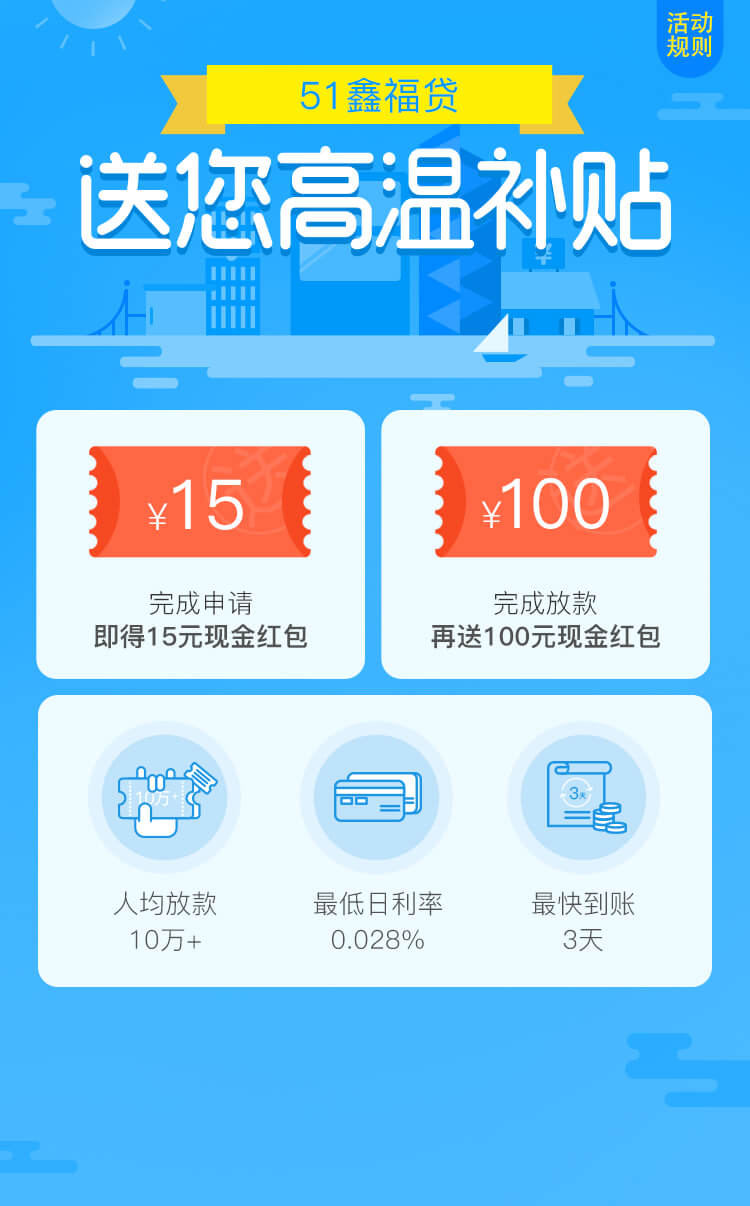 活动
规则
51鑫福贷
送您高温补贴
¥
¥15
¥100
完成申请
即得15元现金红包
完成放款
再送100元现金红包
10万+
3天
人均放款
10万+
最低日利率
0.028%
最快到账
3天